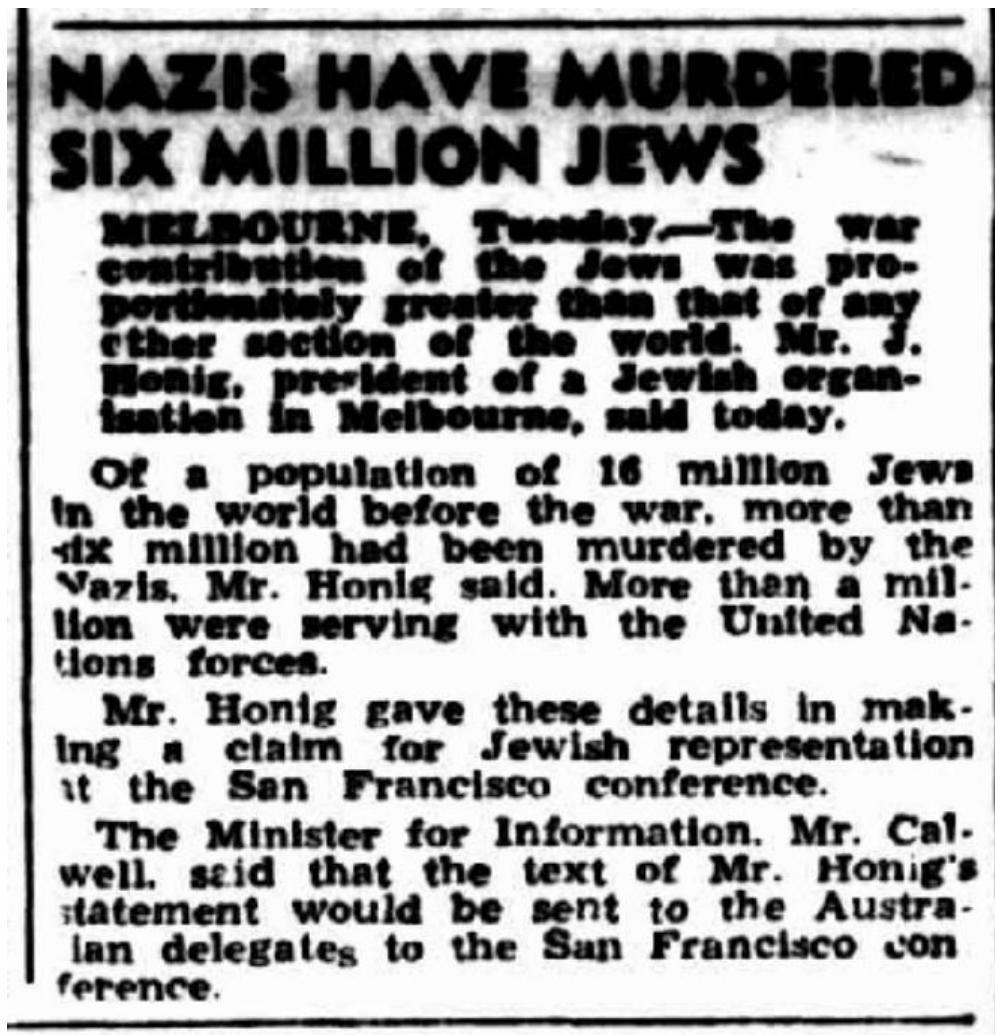 NAZIS HAVE MURDERED
SIX MILLION JEWS
MELBOURNE, Tuesday.—The war
contribution of the Jews was pro-
portiondtely greater than that of any
other section of the world. Mr. J.
Honig, president of a Jewish organ-
isation in Melbourne, said today.
Of a population of 16 million Jews
in the world before the war, more than
six million had been murdered by the
Nazis, Mr. Honig said. More than a mil-
lion were serving with the United Na-
tions forces.
Mr. Honig gave these details in mak-
ing a claim for Jewish representation
at the San Francisco conference.
The Minister for Information, Mr. Cal-
well, said that the text of Mr. Honig's
statement would be sent to the Austra-
lian delegates to the San Francisco con
ference.